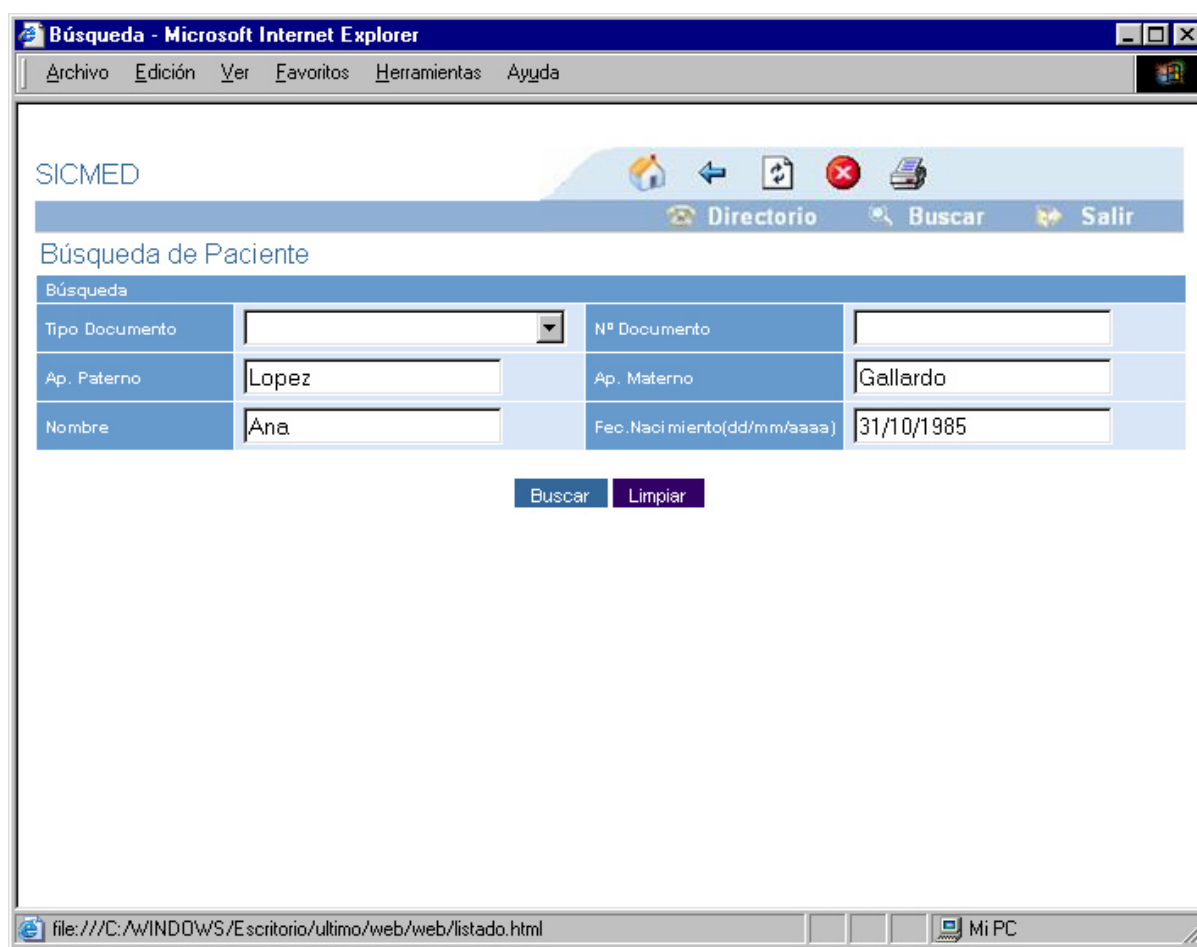 Búsqueda - Microsoft Internet Explorer
Archivo Edición Ver Favoritos Herramientas Ayuda
SICMED
Directorio Buscar Salir
Búsqueda de Paciente
Búsqueda
Tipo Documento Nº Documento
Ap. Paterno Lopez Ap. Materno Gallardo
Nombre Ana Fec.Nacimiento(dd/mm/aaaa) 31/10/1985
Buscar Limpiar
file:///C:/WINDOWS/Escritorio/ultimo/web/web/listado.html Mi PC